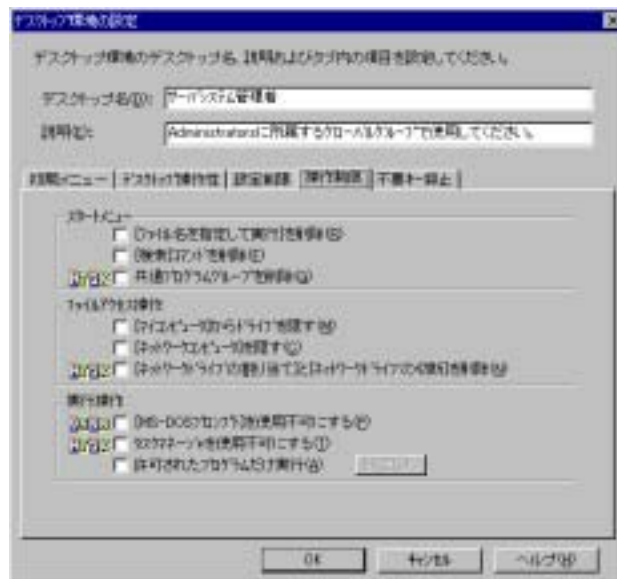 デスクトップ環境の設定
デスクトップ環境のデスクトップ名、説明およびタブ内の項目を設定してください。
デスクトップ名(D): サーバシステム管理者
説明(E): Administratorsに所属するグローバルグループで使用してください。
初期メニュー デスクトップ操作性 設定制限 操作制限 不要キー抑止
スタートメニュー
[ファイル名を指定して実行]を削除(S)
[検索]コマンドを削除(E)
共通プログラムグループを削除(G)
ファイルアクセス操作
[マイコンピュータ]からドライブを隠す(M)
[ネットワークコンピュータ]を隠す(C)
[ネットワークドライブの割り当て]と[ネットワークドライブの切断]を削除
実行操作
[MS-DOSプロンプト]を使用不可にする(P)
タスクマネージャを使用不可にする(T)
許可されたプログラムだけ実行(A)
OK キャンセル ヘルプ(H)